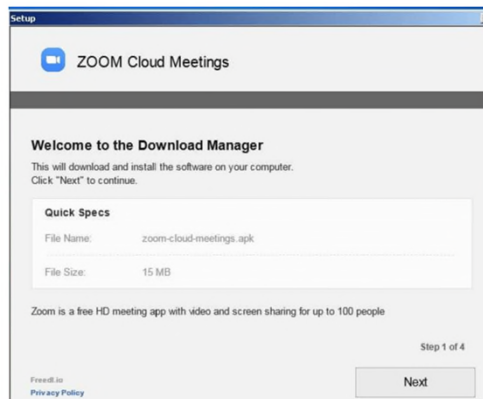 Setup
ZOOM Cloud Meetings
Welcome to the Download Manager
This will download and install the software on your computer.
Click "Next" to continue.
Quick Specs
File Name: zoom-cloud-meetings.apk
File Size: 15 MB
Zoom is a free HD meeting app with video and screen sharing for up to 100 people
Step 1 of 4
Freedl.io
Privacy Policy
Next